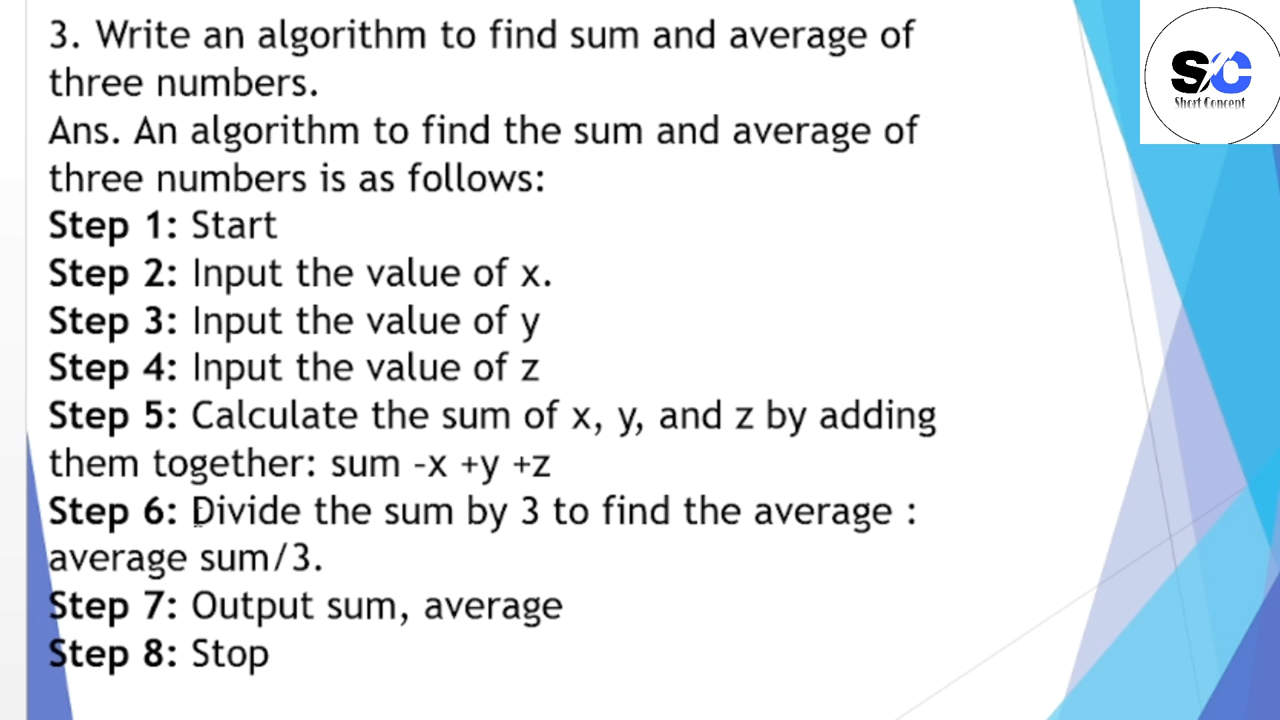 3. Write an algorithm to find sum and average of
three numbers.
Ans. An algorithm to find the sum and average of
three numbers is as follows:
Step 1: Start
Step 2: Input the value of x.
Step 3: Input the value of y
Step 4: Input the value of z
Step 5: Calculate the sum of x, y, and z by adding
them together: sum -x +y +z
Step 6: Divide the sum by 3 to find the average :
average sum/3.
Step 7: Output sum, average
Step 8: Stop
SC
Short Concept